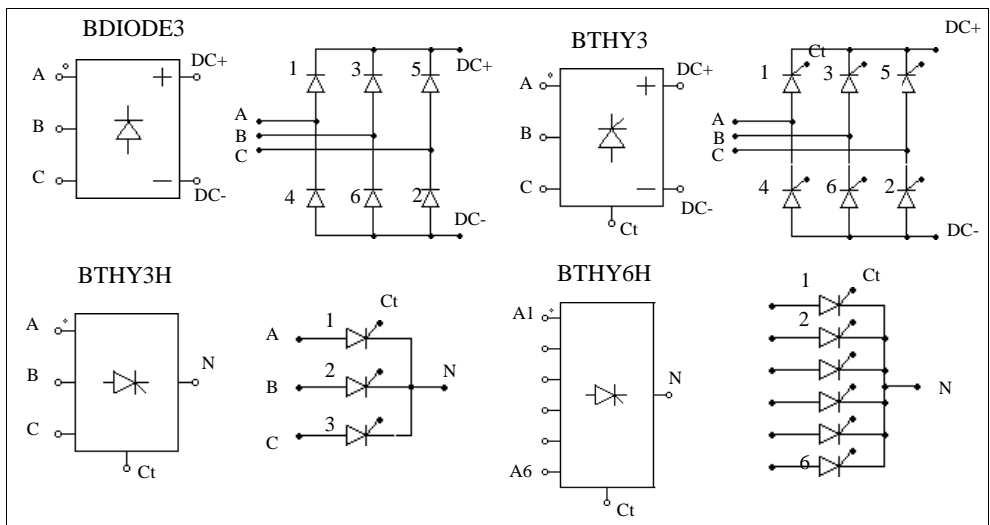 BDIODE3
A
B
C
DC+
DC-
1 3 5
DC+
A
B
C
4 6 2
DC-
BTHY3
A
B
C
DC+
DC-
Ct
Ct
1 3 5
DC+
A
B
C
4 6 2
DC-
BTHY3H
A
B
C
N
Ct
Ct
A 1
B 2
C 3
N
BTHY6H
A1
A6
N
Ct
1 Ct
2
6
N